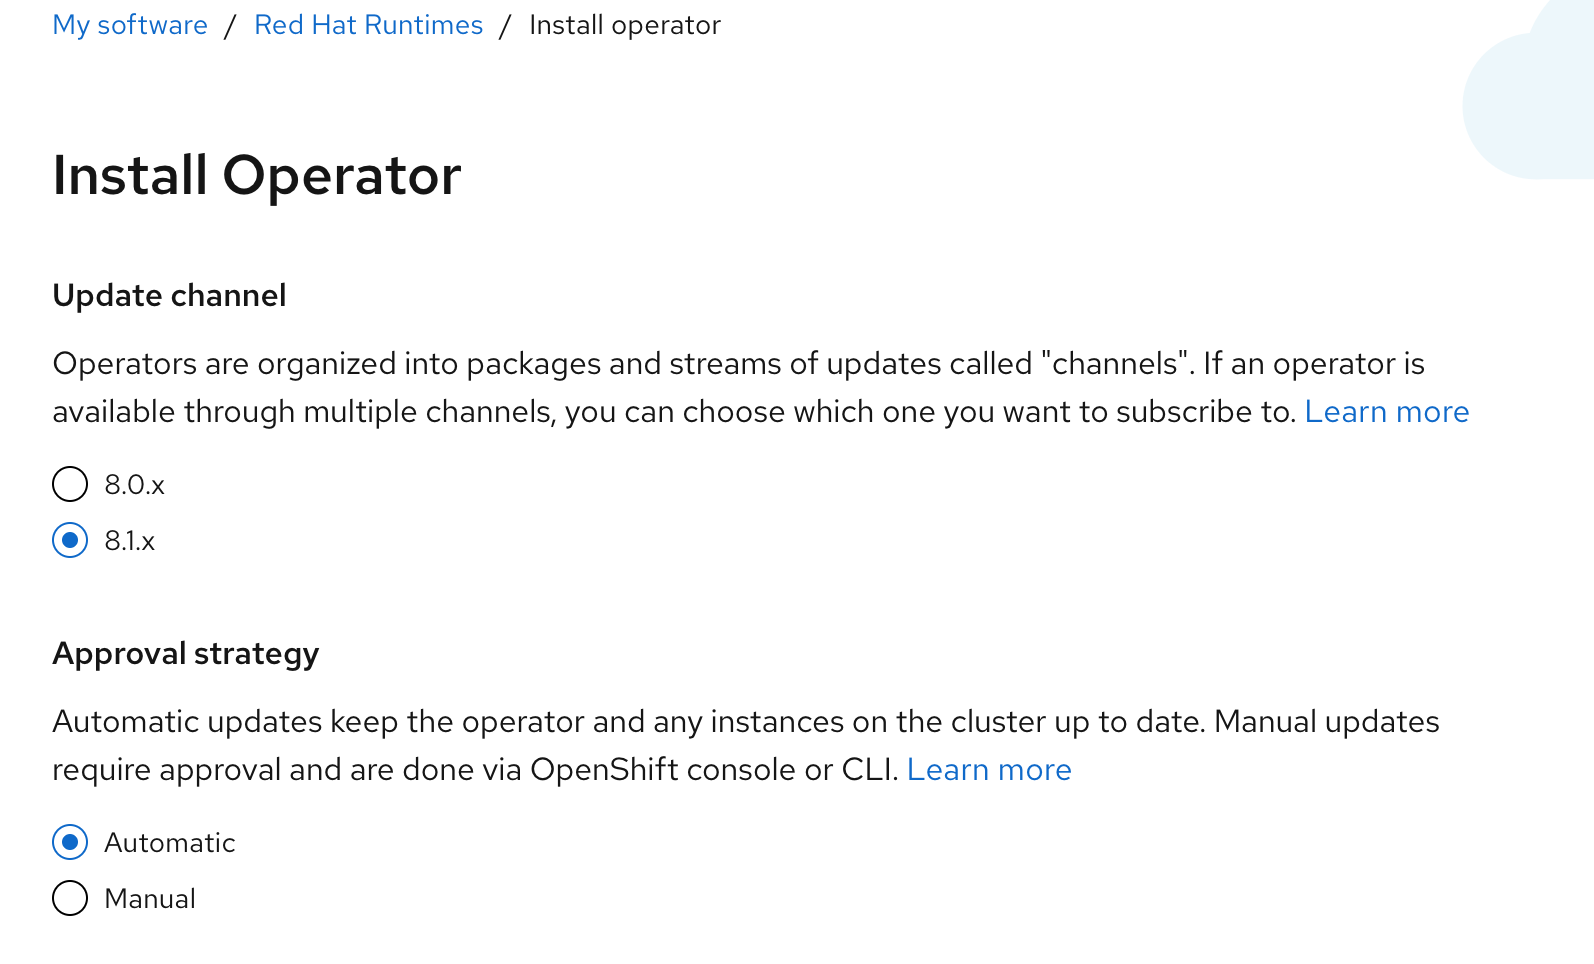 My software / Red Hat Runtimes / Install operator
Install Operator
Update channel
Operators are organized into packages and streams of updates called "channels". If an operator is
available through multiple channels, you can choose which one you want to subscribe to. Learn more
8.0.x
8.1.x
Approval strategy
Automatic updates keep the operator and any instances on the cluster up to date. Manual updates
require approval and are done via OpenShift console or CLI. Learn more
Automatic
Manual